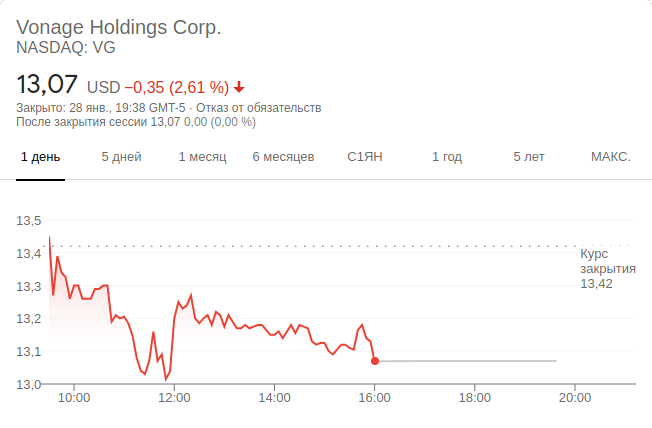 Vonage Holdings Corp.
NASDAQ: VG
13,07 USD −0,35 (2,61 %)
Закрыто: 28 янв., 19:38 GMT-5 · Отказ от обязательств
После закрытия сессии 13,07 0,00 (0,00 %)
1 день 5 дней 1 месяц 6 месяцев С1ЯН 1 год 5 лет МАКС.
13,5
13,4
Курс
закрытия
13,42
13,3
13,2
13,1
13,0
10:00 12:00 14:00 16:00 18:00 20:00